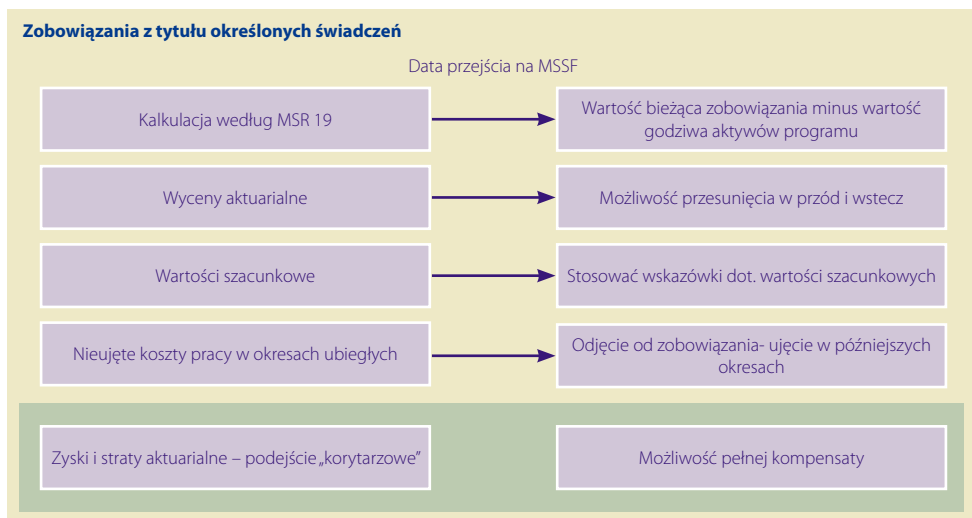 Zobowiązania z tytułu określonych świadczeń
Data przejścia na MSSF
Kalkulacja według MSR 19
Wartość bieżąca zobowiązania minus wartość
godziwa aktywów programu
Wyceny aktuarialne
Możliwość przesunięcia w przód i wstecz
Wartości szacunkowe
Stosować wskazówki dot. wartości szacunkowych
Nieujęte koszty pracy w okresach ubiegłych
Odjęcie od zobowiązania- ujęcie w późniejszych
okresach
Zyski i straty aktuarialne – podejście „korytarzowe”
Możliwość pełnej kompensaty